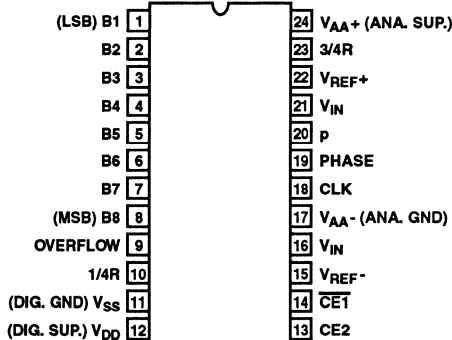 (LSB) B1 1
B2 2
B3 3
B4 4
B5 5
B6 6
B7 7
(MSB) B8 8
OVERFLOW 9
1/4R 10
(DIG. GND) VSS 11
(DIG. SUP.) VDD 12
24 VAA+ (ANA. SUP.)
23 3/4R
22 VREF+
21 VIN
20 p
19 PHASE
18 CLK
17 VAA- (ANA. GND)
16 VIN
15 VREF-
14 C̅E̅1̅
13 CE2